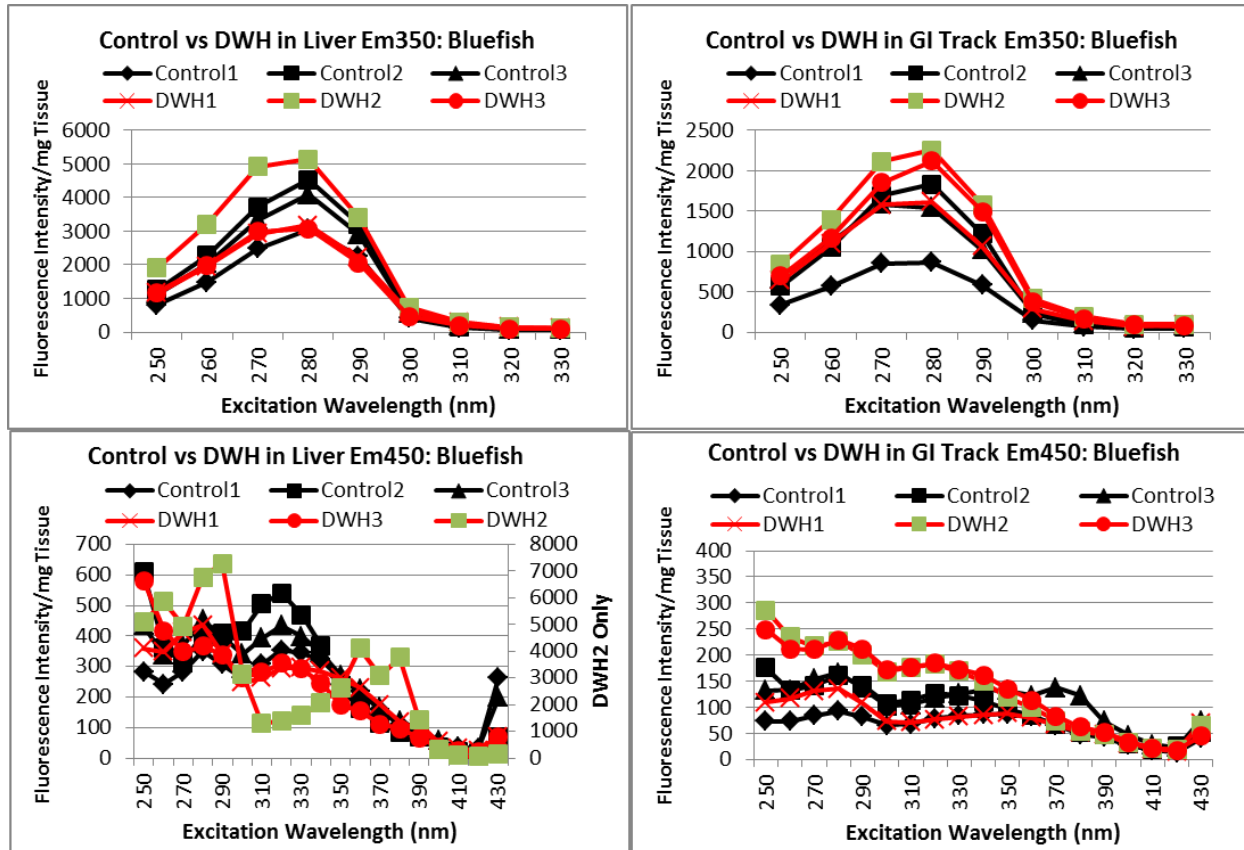 Control vs DWH in Liver Em350: Bluefish
Control1 Control2 Control3
DWH1 DWH2 DWH3
Fluorescence Intensity/mg Tissue
6000
5000
4000
3000
2000
1000
0
250 260 270 280 290 300 310 320 330
Excitation Wavelength (nm)
Control vs DWH in GI Track Em350: Bluefish
Control1 Control2 Control3
DWH1 DWH2 DWH3
Fluorescence Intensity/mg Tissue
2500
2000
1500
1000
500
0
250 260 270 280 290 300 310 320 330
Excitation Wavelength (nm)
Control vs DWH in Liver Em450: Bluefish
Control1 Control2 Control3
DWH1 DWH3 DWH2
Fluorescence Intensity/mg Tissue
700 8000
600 7000
500 6000
400 5000
300 4000
200 3000
100 2000
0 1000
0
DWH2 Only
250 270 290 310 330 350 370 390 410 430
Excitation Wavelength (nm)
Control vs DWH in GI Track Em450: Bluefish
Control1 Control2 Control3
DWH1 DWH2 DWH3
Fluorescence Intensity/mg Tissue
400
350
300
250
200
150
100
50
0
250 270 290 310 330 350 370 390 410 430
Excitation Wavelength (nm)